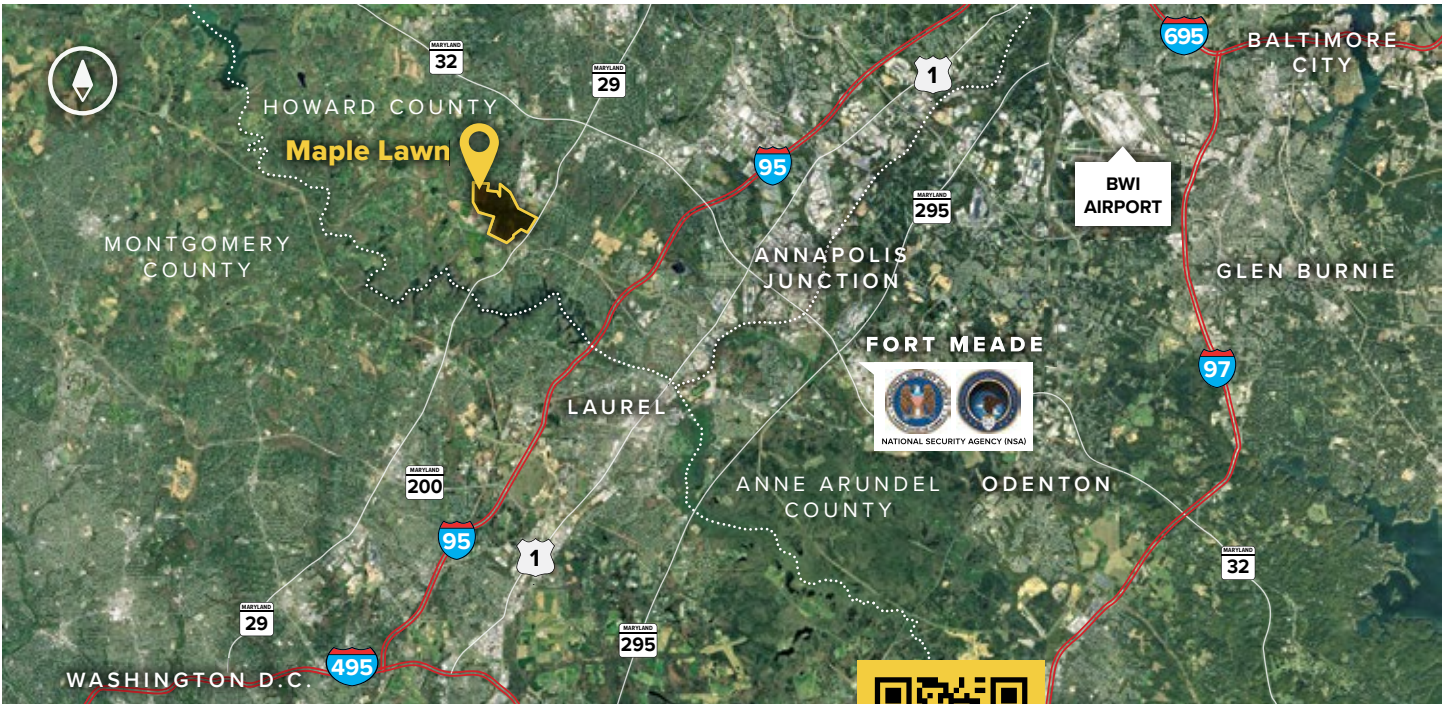 MARYLAND
32
MARYLAND
29
1
695
BALTIMORE
CITY
HOWARD COUNTY
Maple Lawn
95
BWI
AIRPORT
MARYLAND
295
MONTGOMERY
COUNTY
ANNAPOLIS
JUNCTION
GLEN BURNIE
FORT MEADE
NATIONAL SECURITY AGENCY (NSA)
97
LAUREL
MARYLAND
200
ANNE ARUNDEL
COUNTY
ODENTON
95
1
MARYLAND
32
MARYLAND
29
MARYLAND
295
495
WASHINGTON D.C.